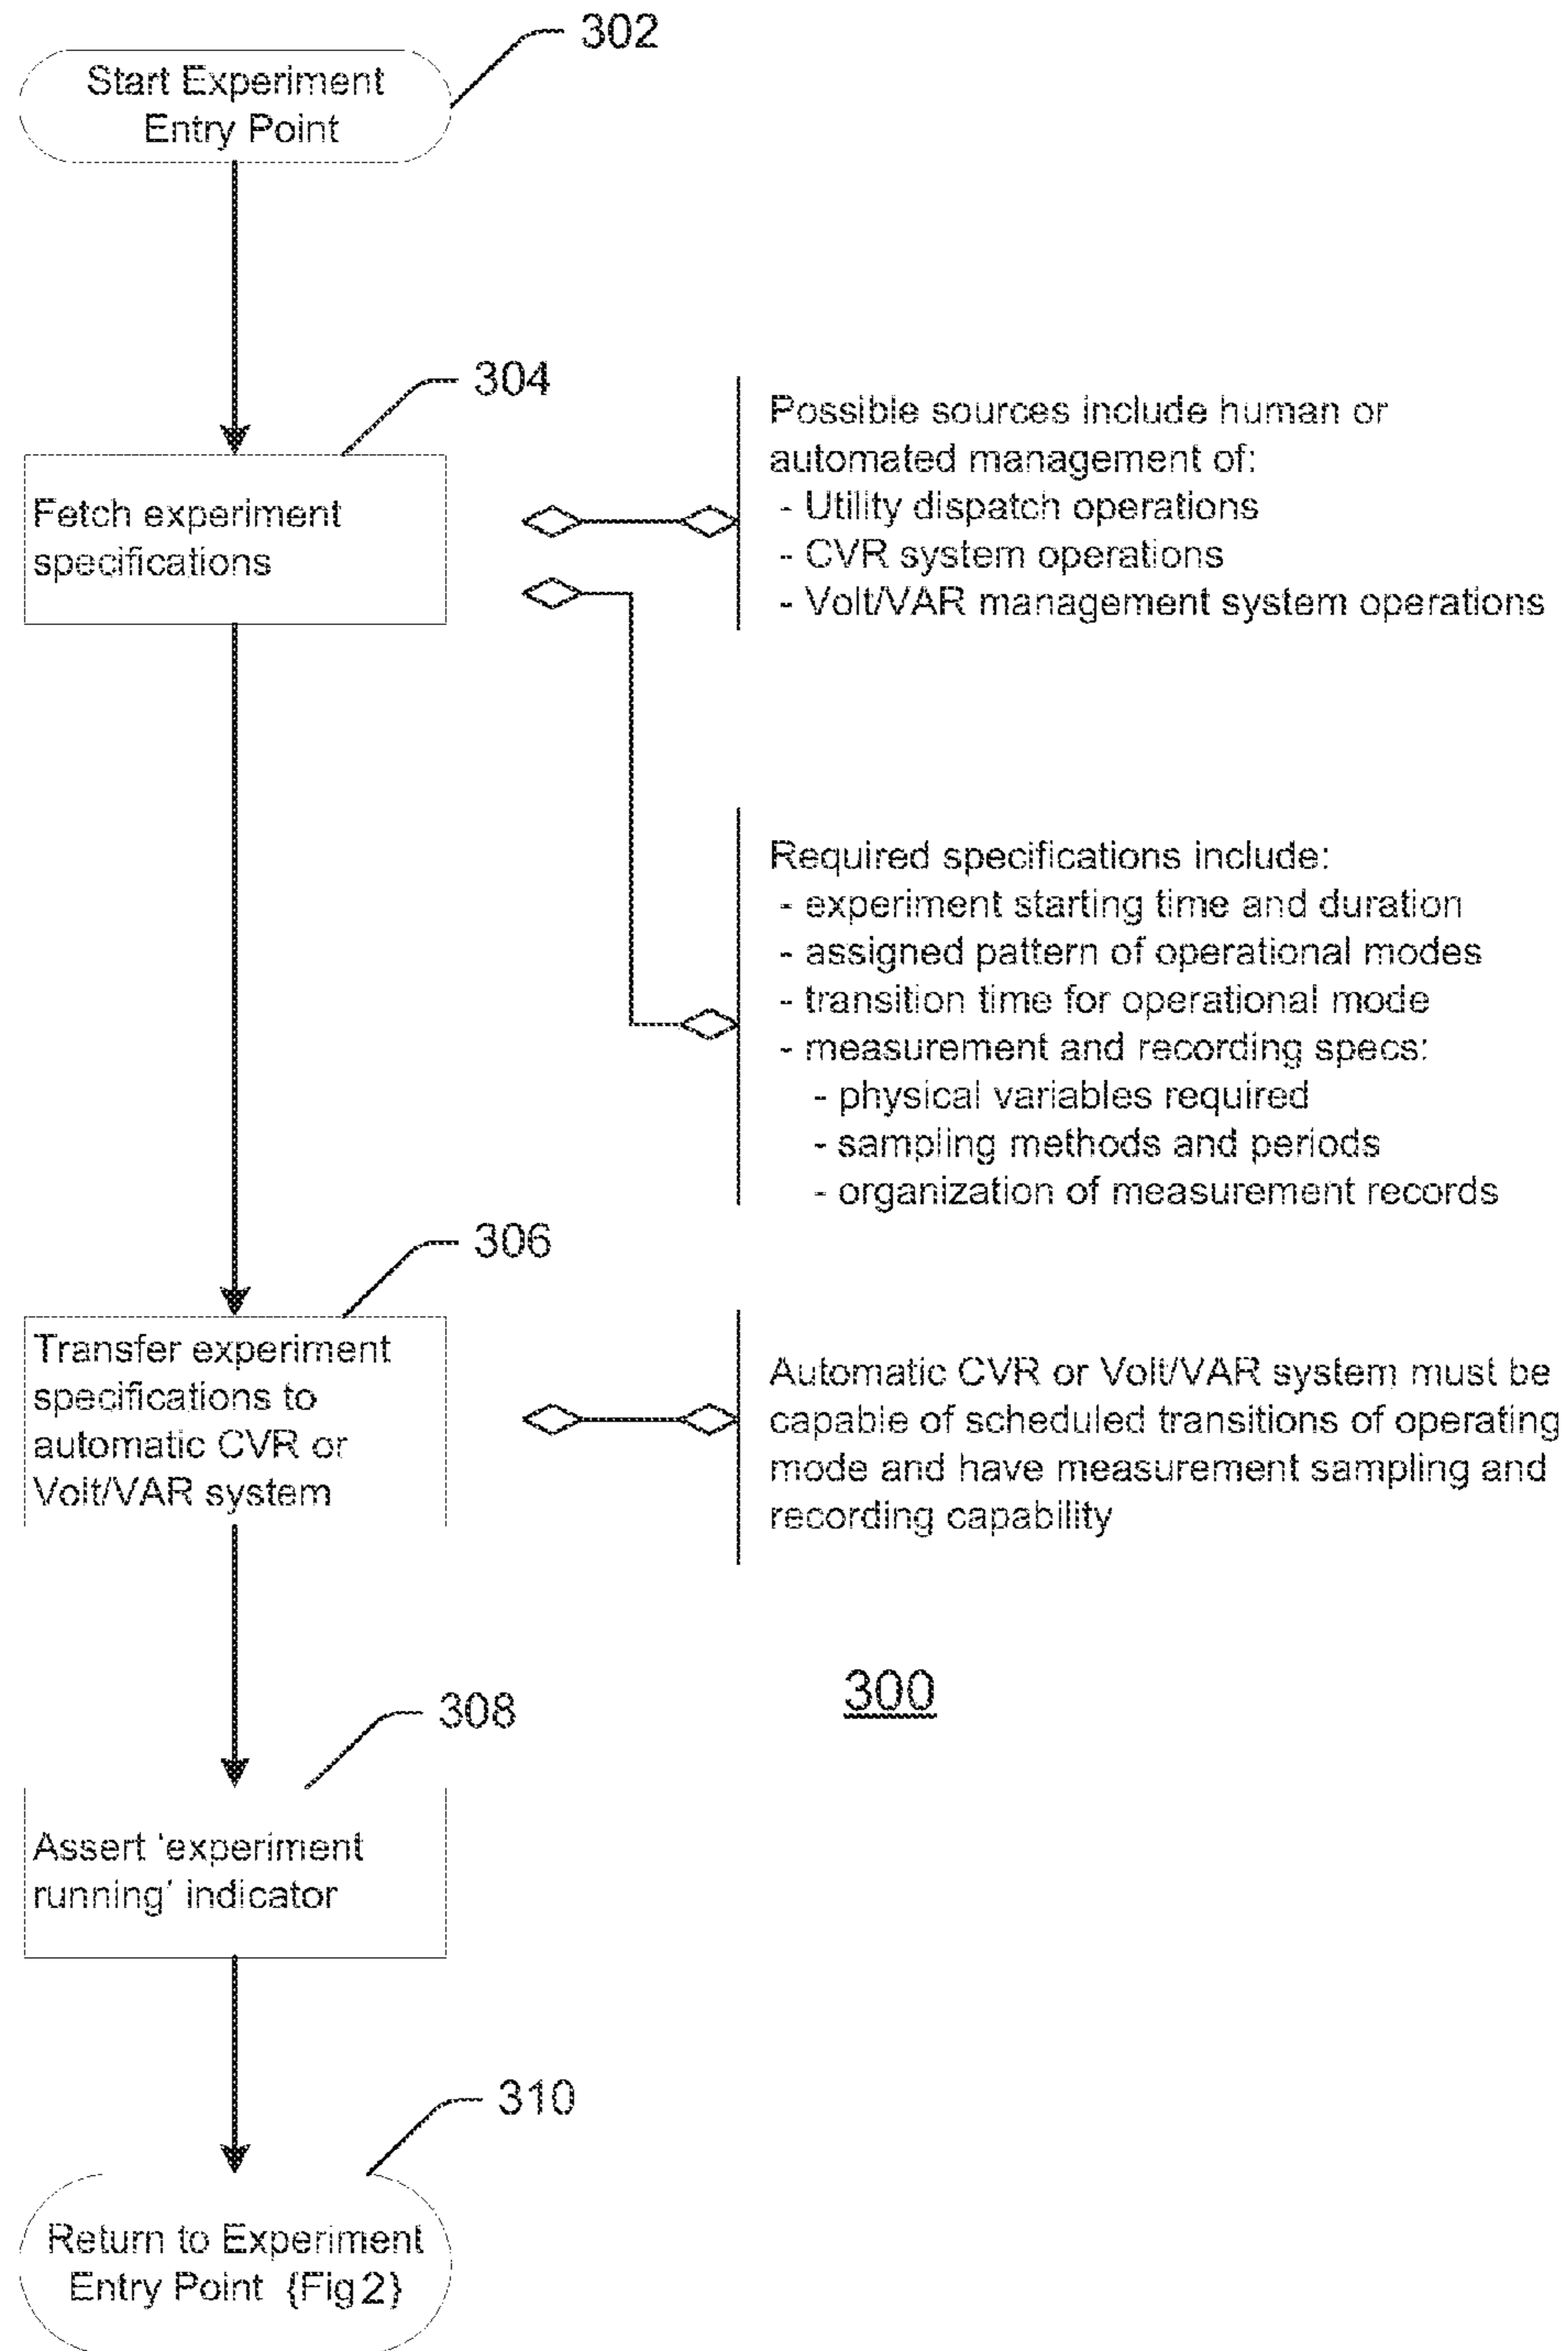 302
Start Experiment
Entry Point
304
Fetch experiment
specifications
Possible sources include human or
automated management of:
- Utility dispatch operations
- CVR system operations
- Volt/VAR management system operations
Required specifications include:
- experiment starting time and duration
- assigned pattern of operational modes
- transition time for operational mode
- measurement and recording specs:
- physical variables required
- sampling methods and periods
- organization of measurement records
306
Transfer experiment
specifications to
automatic CVR or
Volt/VAR system
Automatic CVR or Volt/VAR system must be
capable of scheduled transitions of operating
mode and have measurement sampling and
recording capability
300
308
Assert ‘experiment
running’ indicator
310
Return to Experiment
Entry Point {Fig2}